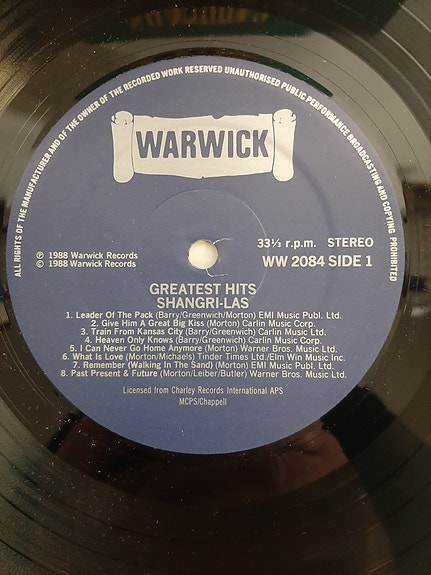 ALL RIGHTS OF THE MANUFACTURER AND OF THE OWNER OF THE RECORDED WORK RESERVED UNAUTHORISED PUBLIC PERFORMANCE BROADCASTING AND COPYING PROHIBITED
WARWICK
33⅓ r.p.m. STEREO
℗ 1988 Warwick Records
© 1988 Warwick Records
WW 2084 SIDE 1
GREATEST HITS
SHANGRI-LAS
1. Leader Of The Pack (Barry/Greenwich/Morton) EMI Music Publ. Ltd.
2. Give Him A Great Big Kiss (Morton) Carlin Music Corp.
3. Train From Kansas City (Barry/Greenwich) Carlin Music Ltd.
4. Heaven Only Knows (Barry/Greenwich) Carlin Music Corp.
5. I Can Never Go Home Anymore (Morton) Warner Bros. Music Ltd.
6. What Is Love (Morton/Michaels) Tinder Times Ltd./Elm Win Music Inc.
7. Remember (Walking In The Sand) (Morton) EMI Music Publ. Ltd.
8. Past Present & Future (Morton/Leiber/Butler) Warner Bros. Music Ltd.
Licensed from Charley Records International APS
MCPS/Chappell